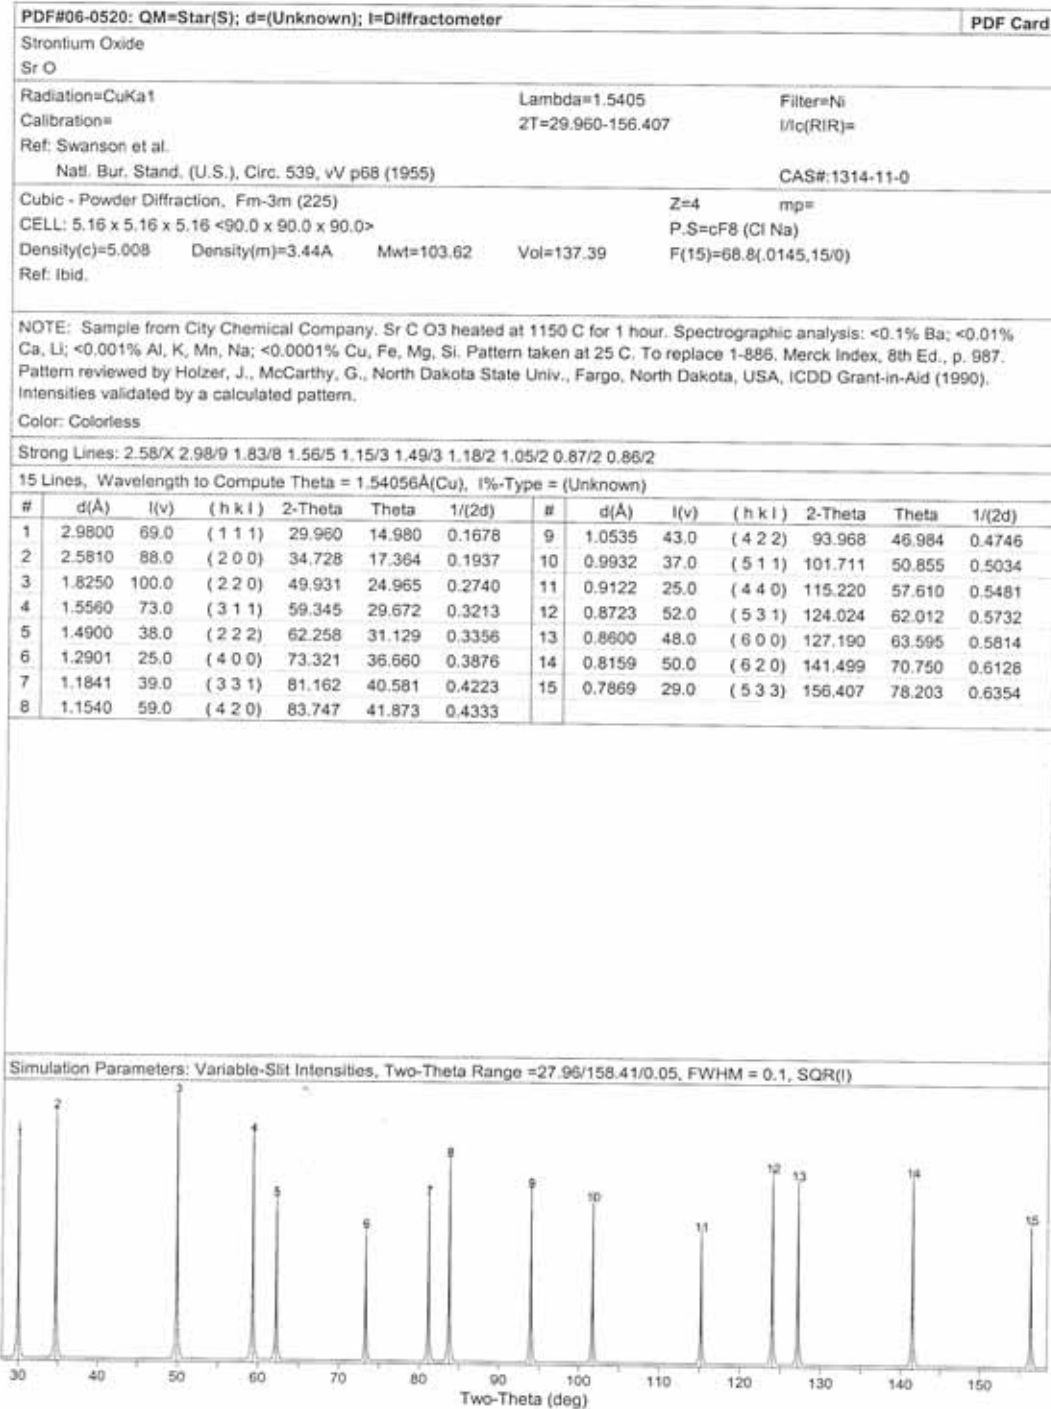 PDF#06-0520: QM=Star(S); d=(Unknown); I=Diffractometer PDF Card
Strontium Oxide
Sr O
Radiation=CuKa1 Lambda=1.5405 Filter=Ni
Calibration= 2T=29.960-156.407 I/Ic(RIR)=
Ref: Swanson et al.
Natl. Bur. Stand. (U.S.), Circ. 539, vV p68 (1955) CAS#:1314-11-0
Cubic - Powder Diffraction, Fm-3m (225) Z=4 mp=
CELL: 5.16 x 5.16 x 5.16 <90.0 x 90.0 x 90.0> P.S=cF8 (Cl Na)
Density(c)=5.008 Density(m)=3.44A Mwt=103.62 Vol=137.39 F(15)=68.8(.0145,15/0)
Ref: Ibid.
NOTE: Sample from City Chemical Company. Sr C O3 heated at 1150 C for 1 hour. Spectrographic analysis: <0.1% Ba; <0.01%
Ca, Li; <0.001% Al, K, Mn, Na; <0.0001% Cu, Fe, Mg, Si. Pattern taken at 25 C. To replace 1-886. Merck Index, 8th Ed., p. 987.
Pattern reviewed by Holzer, J., McCarthy, G., North Dakota State Univ., Fargo, North Dakota, USA, ICDD Grant-in-Aid (1990).
Intensities validated by a calculated pattern.
Color: Colorless
Strong Lines: 2.58/X 2.98/9 1.83/8 1.56/5 1.15/3 1.49/3 1.18/2 1.05/2 0.87/2 0.86/2
15 Lines, Wavelength to Compute Theta = 1.54056Å(Cu), I%-Type = (Unknown)
# d(Å) I(v) (h k l) 2-Theta Theta 1/(2d) # d(Å) I(v) (h k l) 2-Theta Theta 1/(2d)
1 2.9800 69.0 (1 1 1) 29.960 14.980 0.1678 9 1.0535 43.0 (4 2 2) 93.968 46.984 0.4746
2 2.5810 88.0 (2 0 0) 34.728 17.364 0.1937 10 0.9932 37.0 (5 1 1) 101.711 50.855 0.5034
3 1.8250 100.0 (2 2 0) 49.931 24.965 0.2740 11 0.9122 25.0 (4 4 0) 115.220 57.610 0.5481
4 1.5560 73.0 (3 1 1) 59.345 29.672 0.3213 12 0.8723 52.0 (5 3 1) 124.024 62.012 0.5732
5 1.4900 38.0 (2 2 2) 62.258 31.129 0.3356 13 0.8600 48.0 (6 0 0) 127.190 63.595 0.5814
6 1.2901 25.0 (4 0 0) 73.321 36.660 0.3876 14 0.8159 50.0 (6 2 0) 141.499 70.750 0.6128
7 1.1841 39.0 (3 3 1) 81.162 40.581 0.4223 15 0.7869 29.0 (5 3 3) 156.407 78.203 0.6354
8 1.1540 59.0 (4 2 0) 83.747 41.873 0.4333
Simulation Parameters: Variable-Slit Intensities, Two-Theta Range =27.96/158.41/0.05, FWHM = 0.1, SQR(I)
1 2 3 4 5 6 7 8 9 10 11 12 13 14 15
30 40 50 60 70 80 90 100 110 120 130 140 150
Two-Theta (deg)